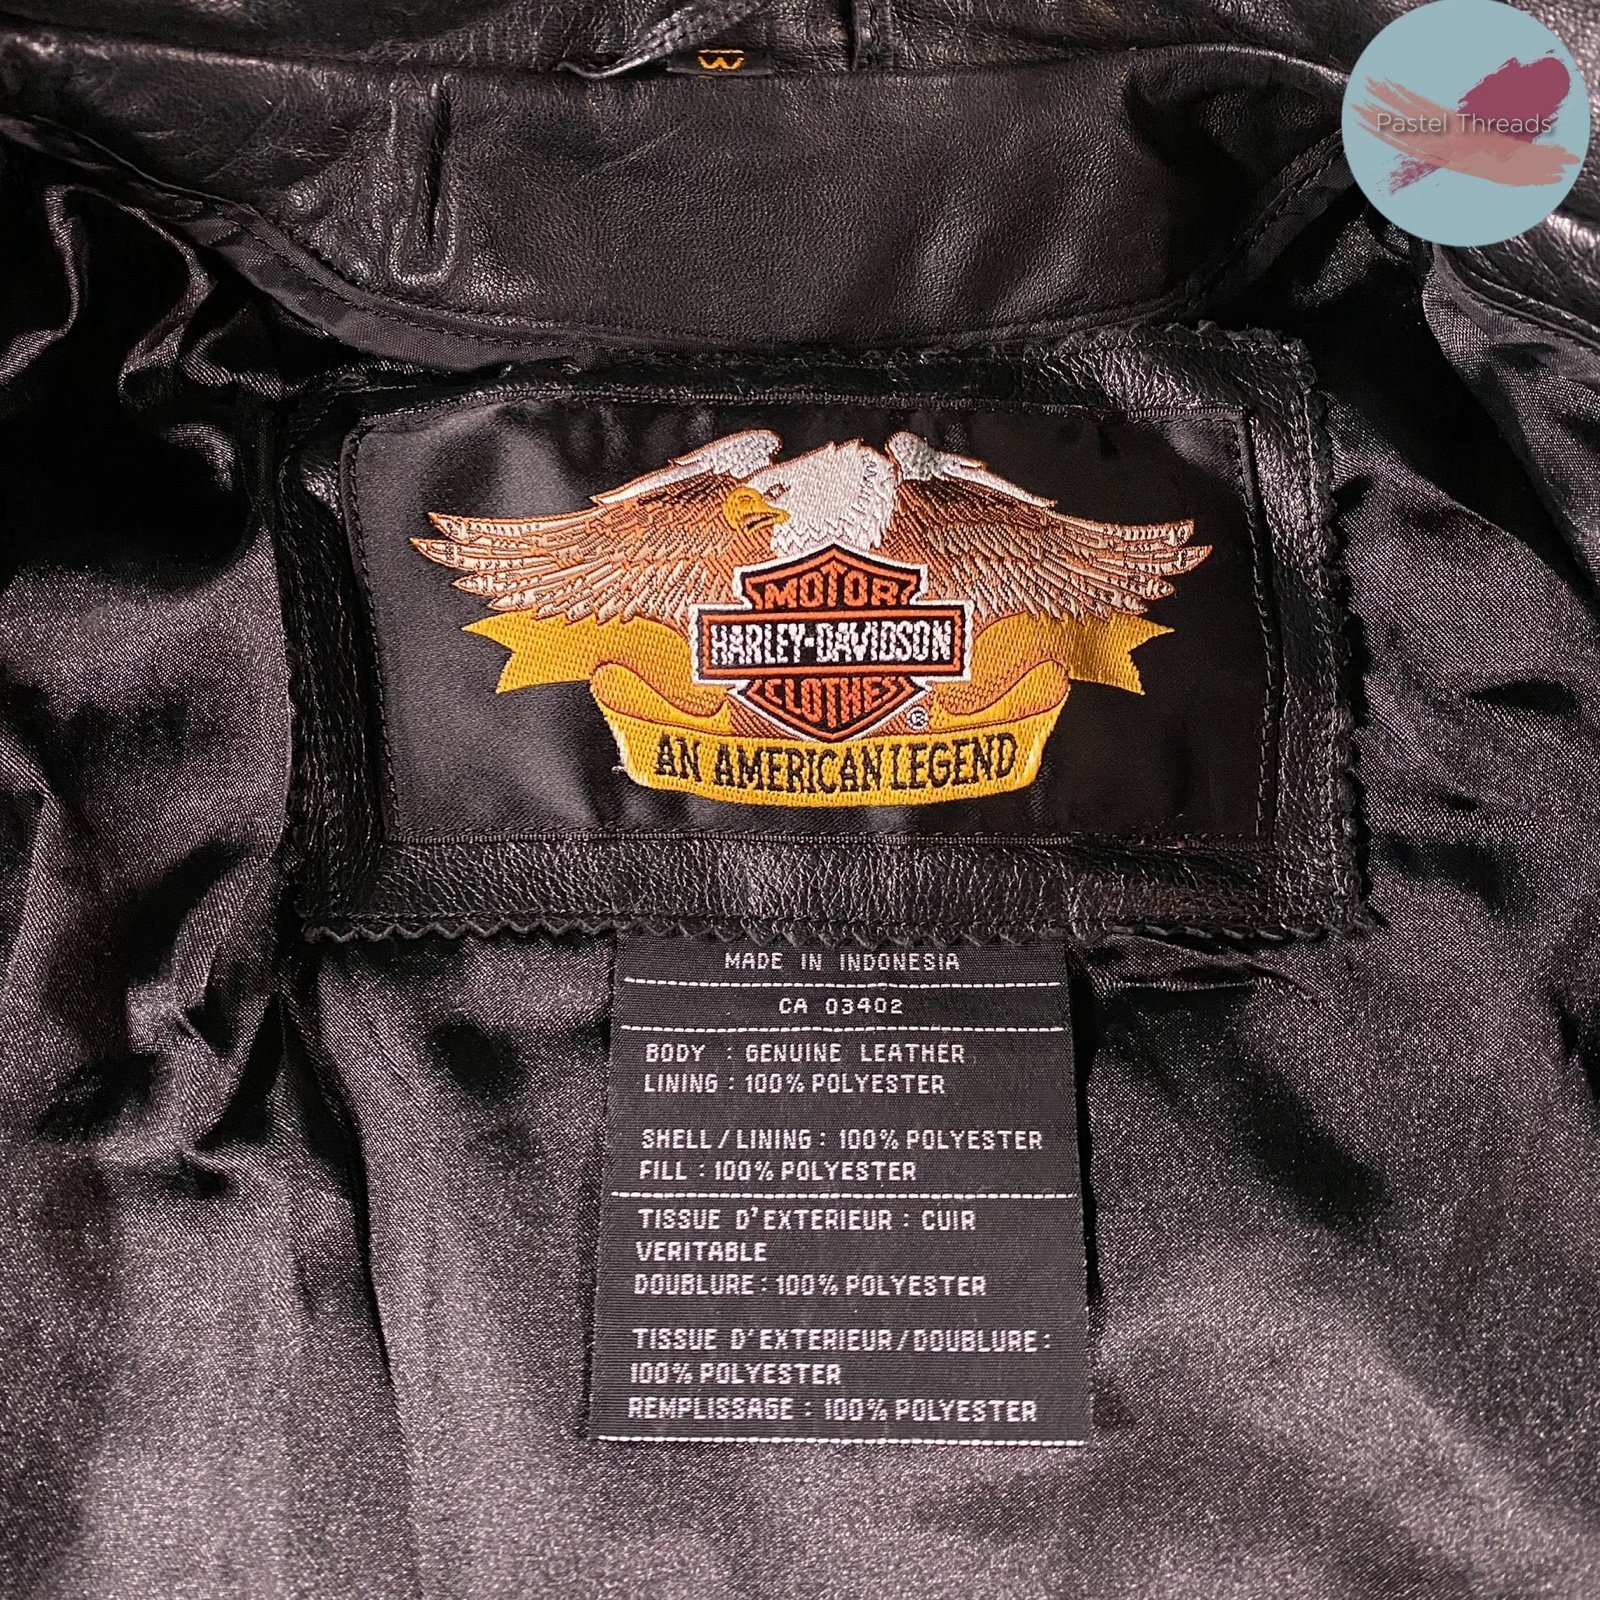 W
Pastel Threads
MOTOR
HARLEY-DAVIDSON
CLOTHES
®
AN AMERICAN LEGEND
MADE IN INDONESIA
CA 03402
BODY : GENUINE LEATHER
LINING : 100% POLYESTER
SHELL / LINING : 100% POLYESTER
FILL : 100% POLYESTER
TISSUE D'EXTERIEUR : CUIR
VERITABLE
DOUBLURE : 100% POLYESTER
TISSUE D'EXTERIEUR / DOUBLURE :
100% POLYESTER
REMPLISSAGE : 100% POLYESTER